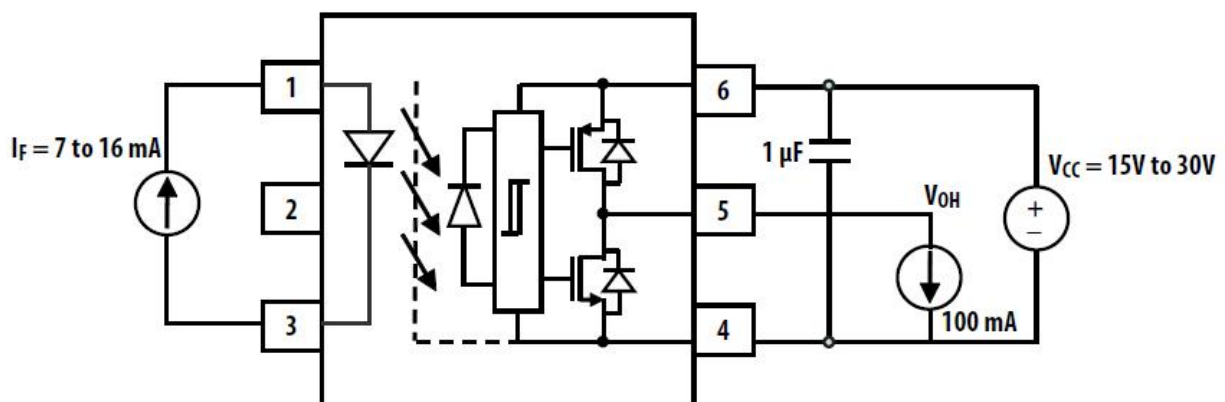 1
6
I_F = 7 to 16 mA
1 µF
V_CC = 15V to 30V
2
5
V_OH
+
−
3
4
100 mA